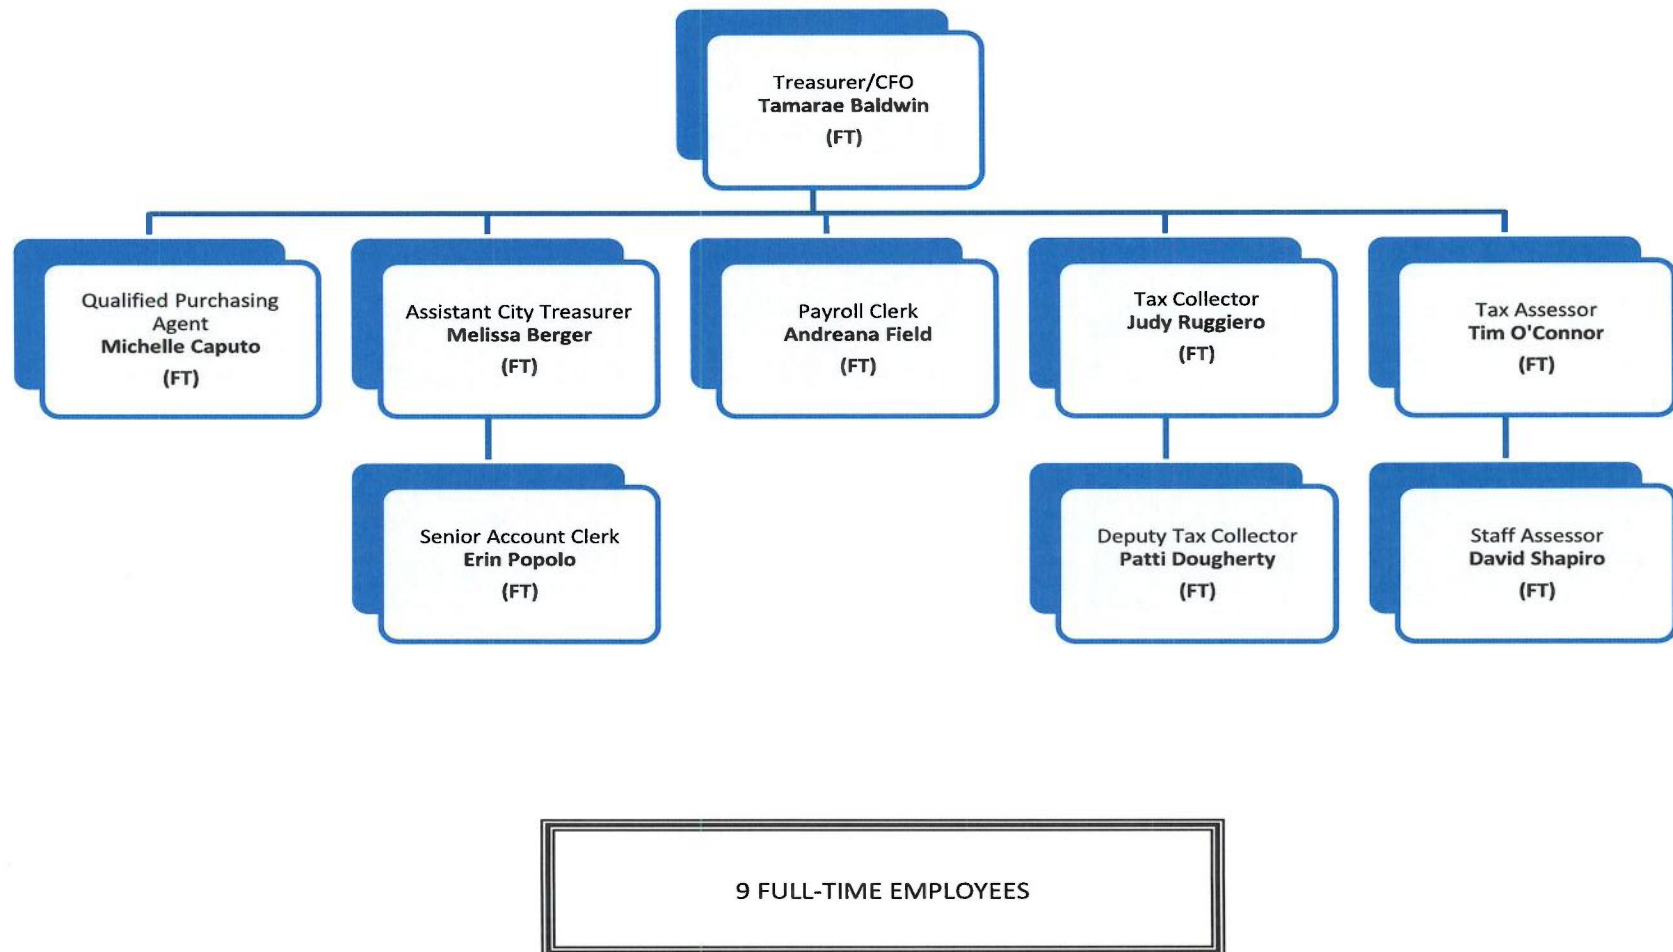 Treasurer/CFO
Tamarae Baldwin
(FT)
Qualified Purchasing
Agent
Michelle Caputo
(FT)
Assistant City Treasurer
Melissa Berger
(FT)
Payroll Clerk
Andreana Field
(FT)
Tax Collector
Judy Ruggiero
(FT)
Tax Assessor
Tim O'Connor
(FT)
Senior Account Clerk
Erin Popolo
(FT)
Deputy Tax Collector
Patti Dougherty
(FT)
Staff Assessor
David Shapiro
(FT)
9 FULL-TIME EMPLOYEES